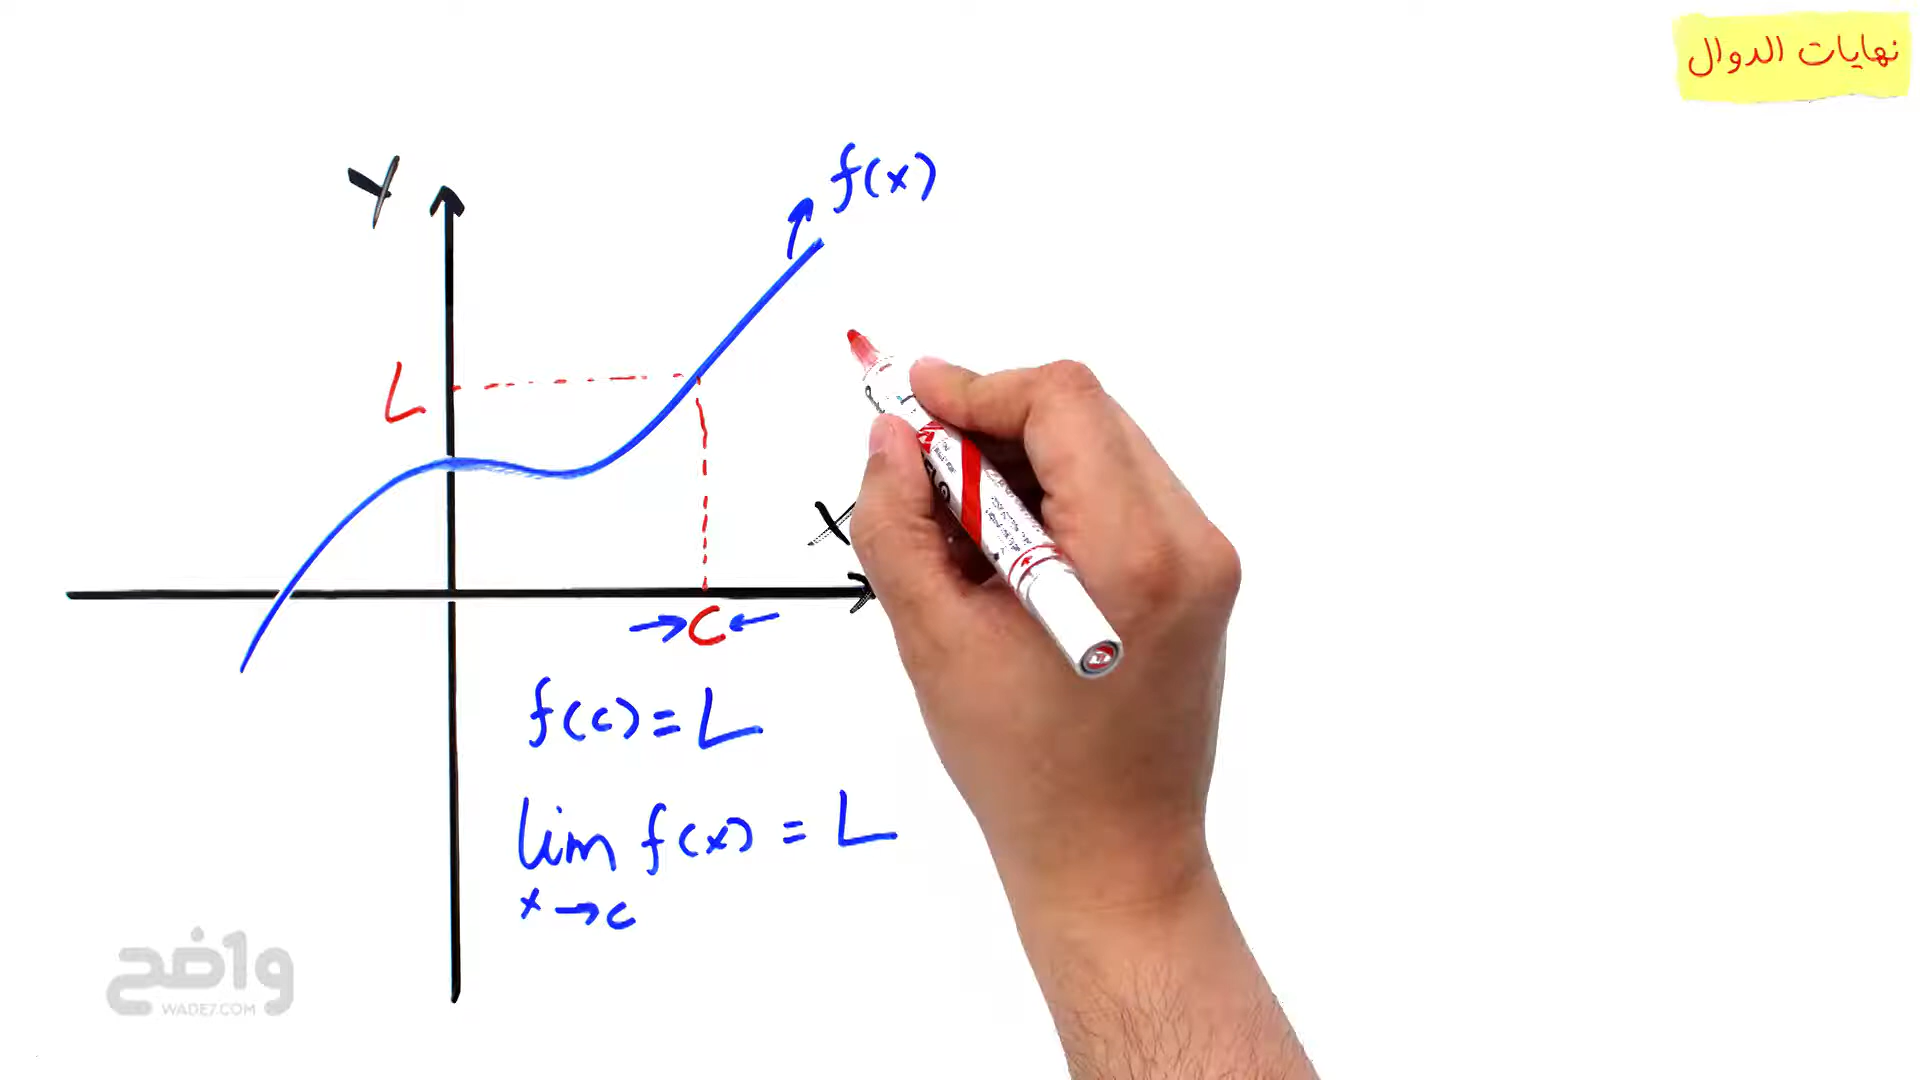 نهايات الدوال
Y
f(x)
L
X
→ c ←
f(c) = L
lim f(x) = L
x → c
واضح
WADE7.COM